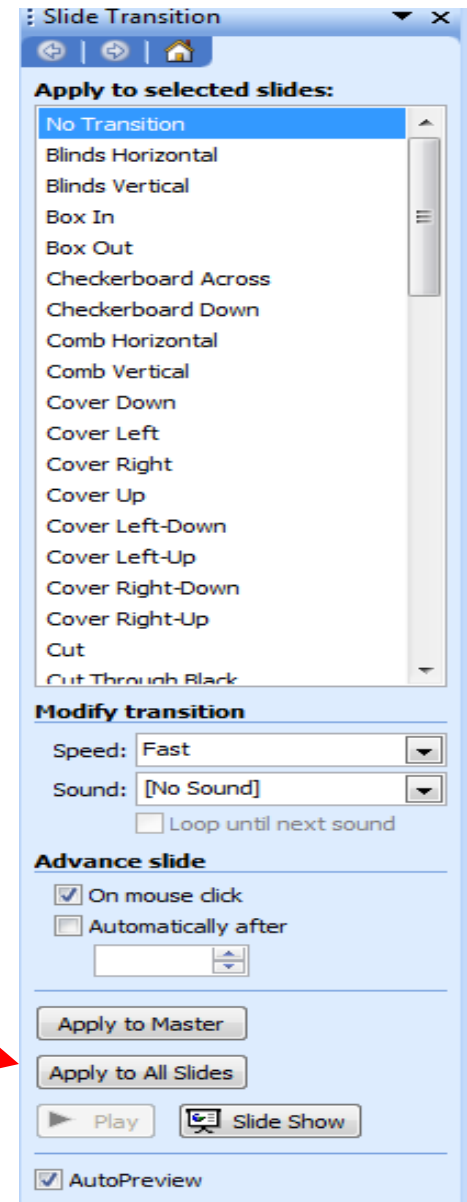 Slide Transition
Apply to selected slides:
No Transition
Blinds Horizontal
Blinds Vertical
Box In
Box Out
Checkerboard Across
Checkerboard Down
Comb Horizontal
Comb Vertical
Cover Down
Cover Left
Cover Right
Cover Up
Cover Left-Down
Cover Left-Up
Cover Right-Down
Cover Right-Up
Cut
Cut Through Black
Modify transition
Speed: Fast
Sound: [No Sound]
Loop until next sound
Advance slide
On mouse click
Automatically after
Apply to Master
Apply to All Slides
Play Slide Show
AutoPreview